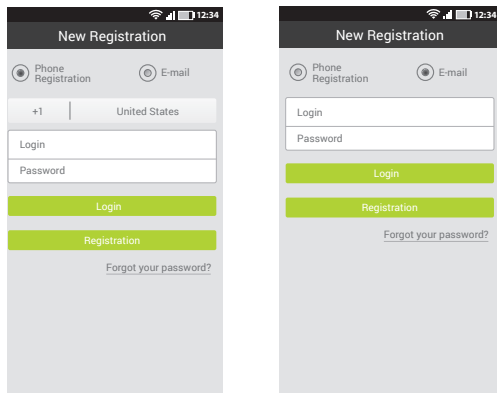 12:34
New Registration
Phone
Registration
E-mail
+1 United States
Login
Password
Login
Registration
Forgot your password?
12:34
New Registration
Phone
Registration
E-mail
Login
Password
Login
Registration
Forgot your password?